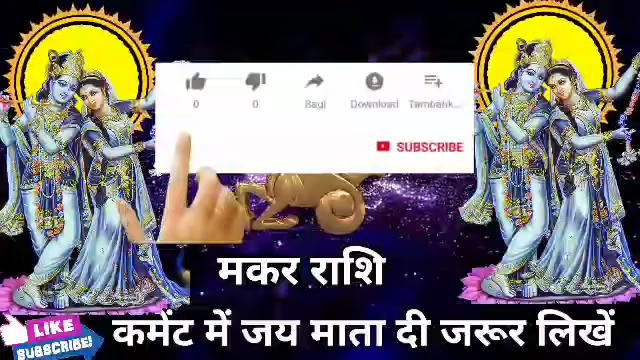 0 0 Bagi Download Tambahk...
SUBSCRIBE
मकर राशि
LIKE
SUBSCRIBE!
कमेंट में जय माता दी जरूर लिखें